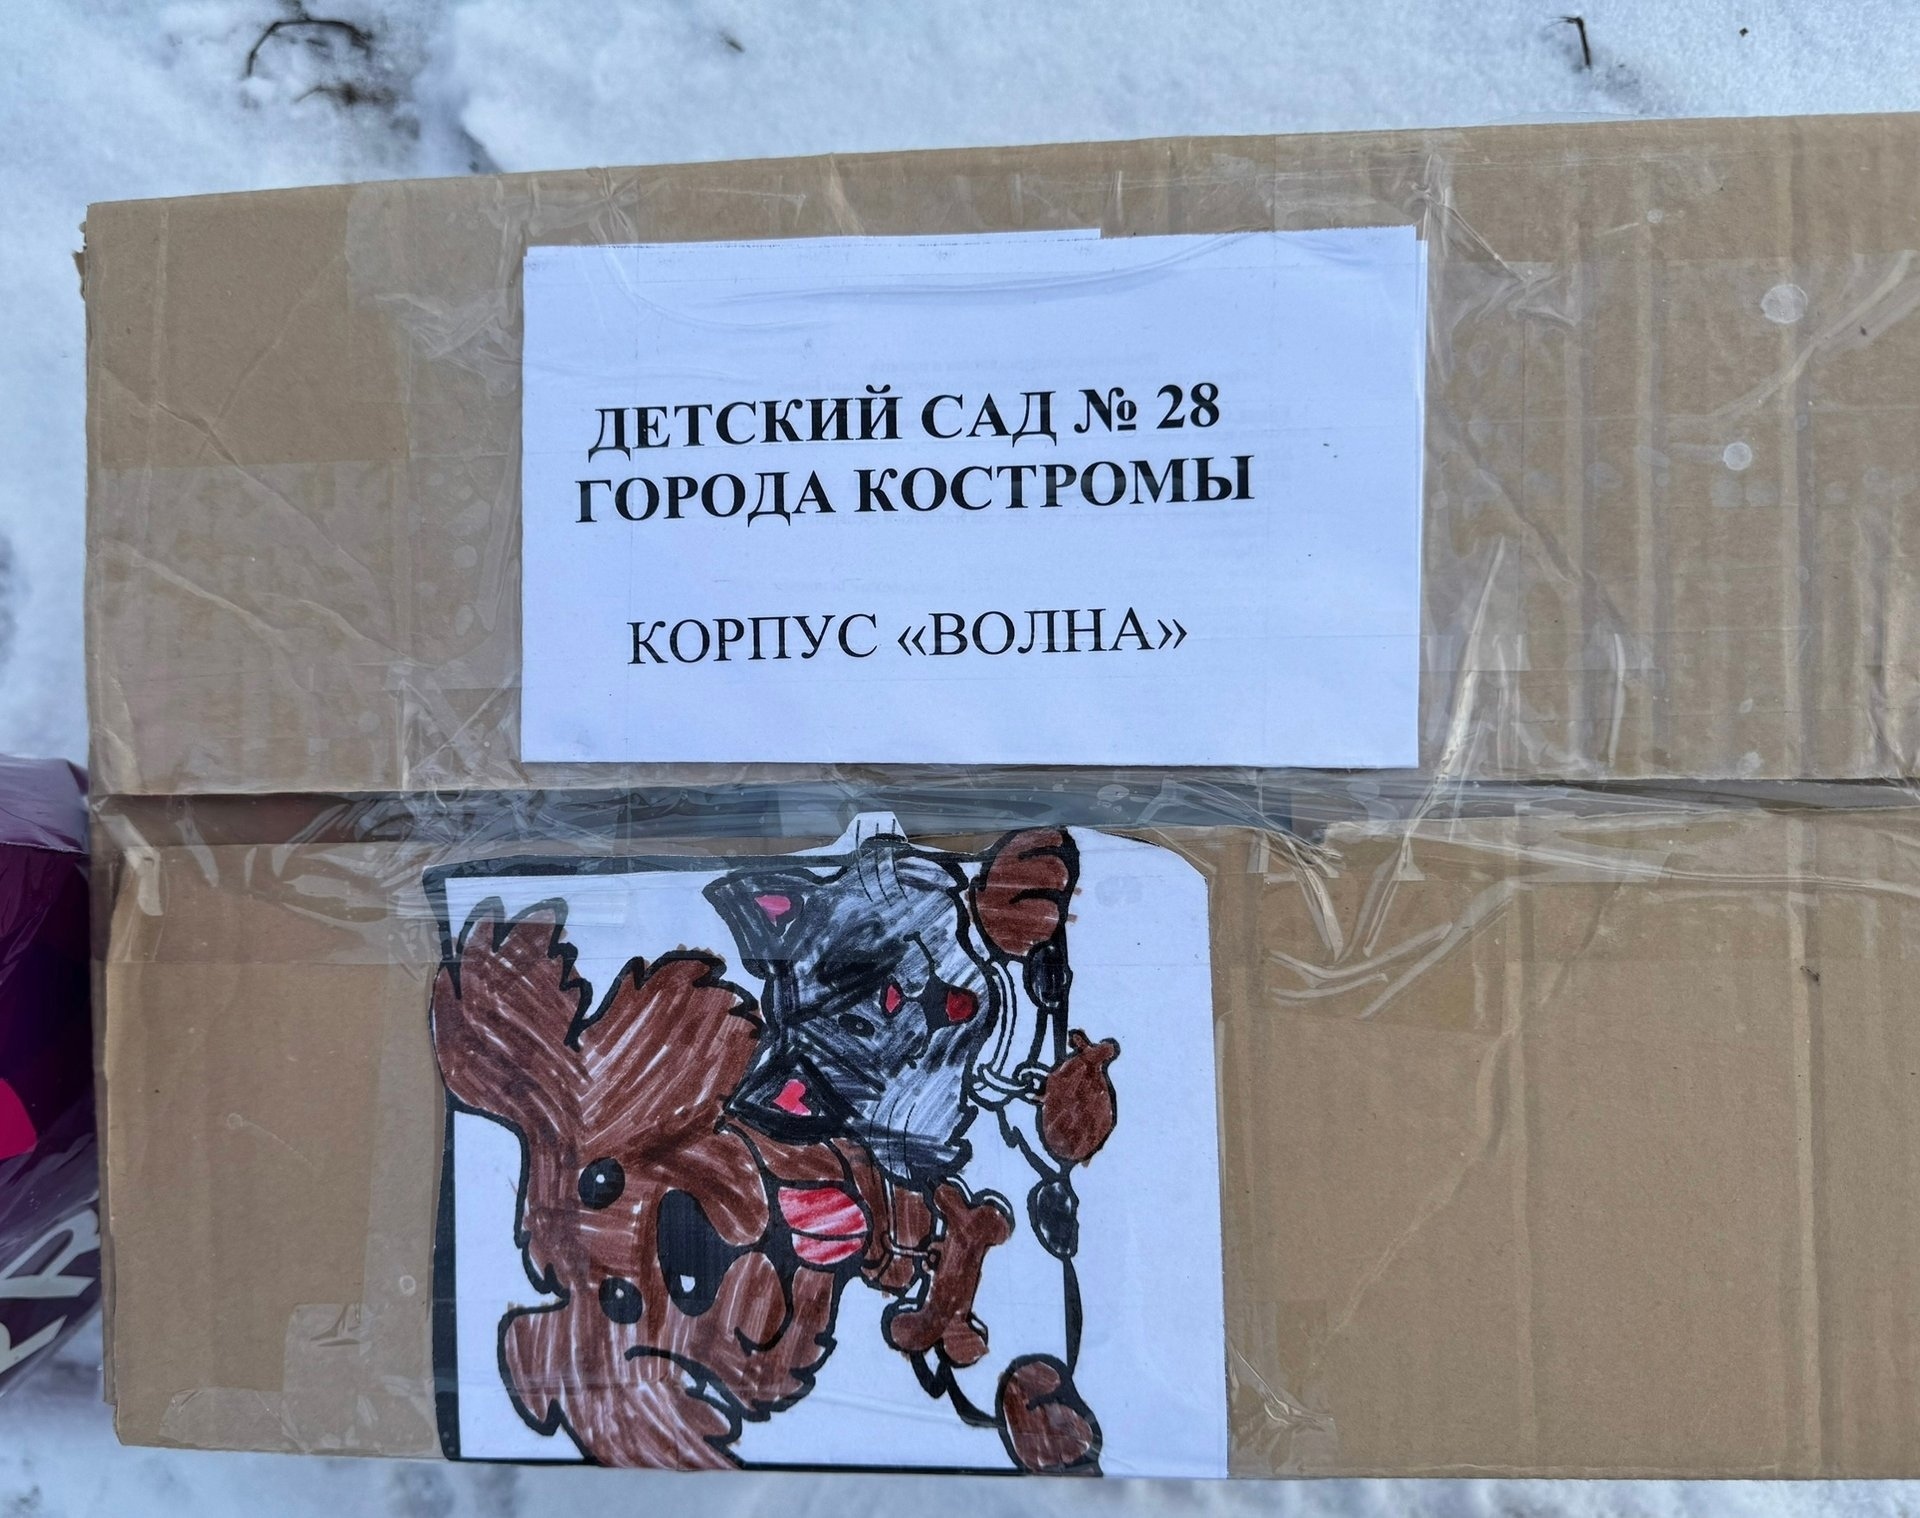 ДЕТСКИЙ САД № 28
ГОРОДА КОСТРОМЫ
КОРПУС «ВОЛНА»